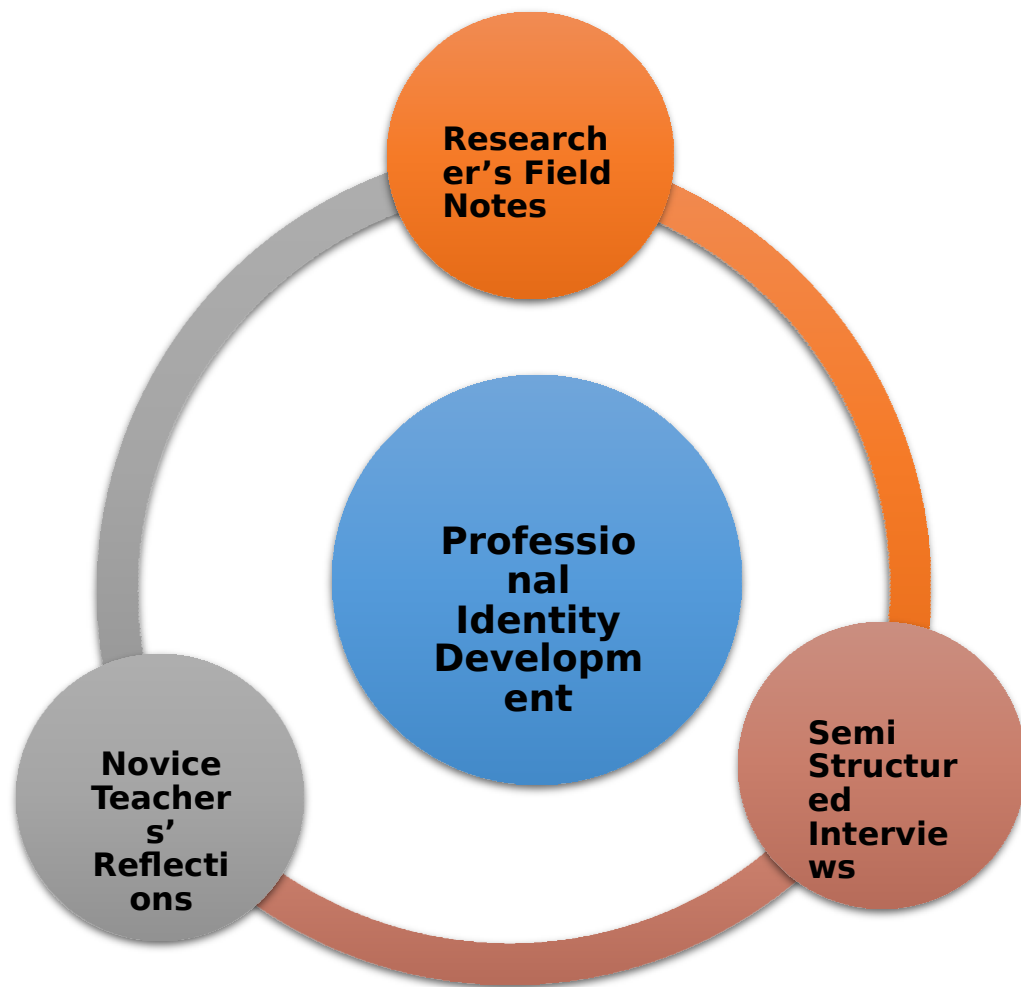 Research
er’s Field
Notes
Professio
nal
Identity
Developm
ent
Semi
Structur
ed
Intervie
ws
Novice
Teacher
s’
Reflecti
ons